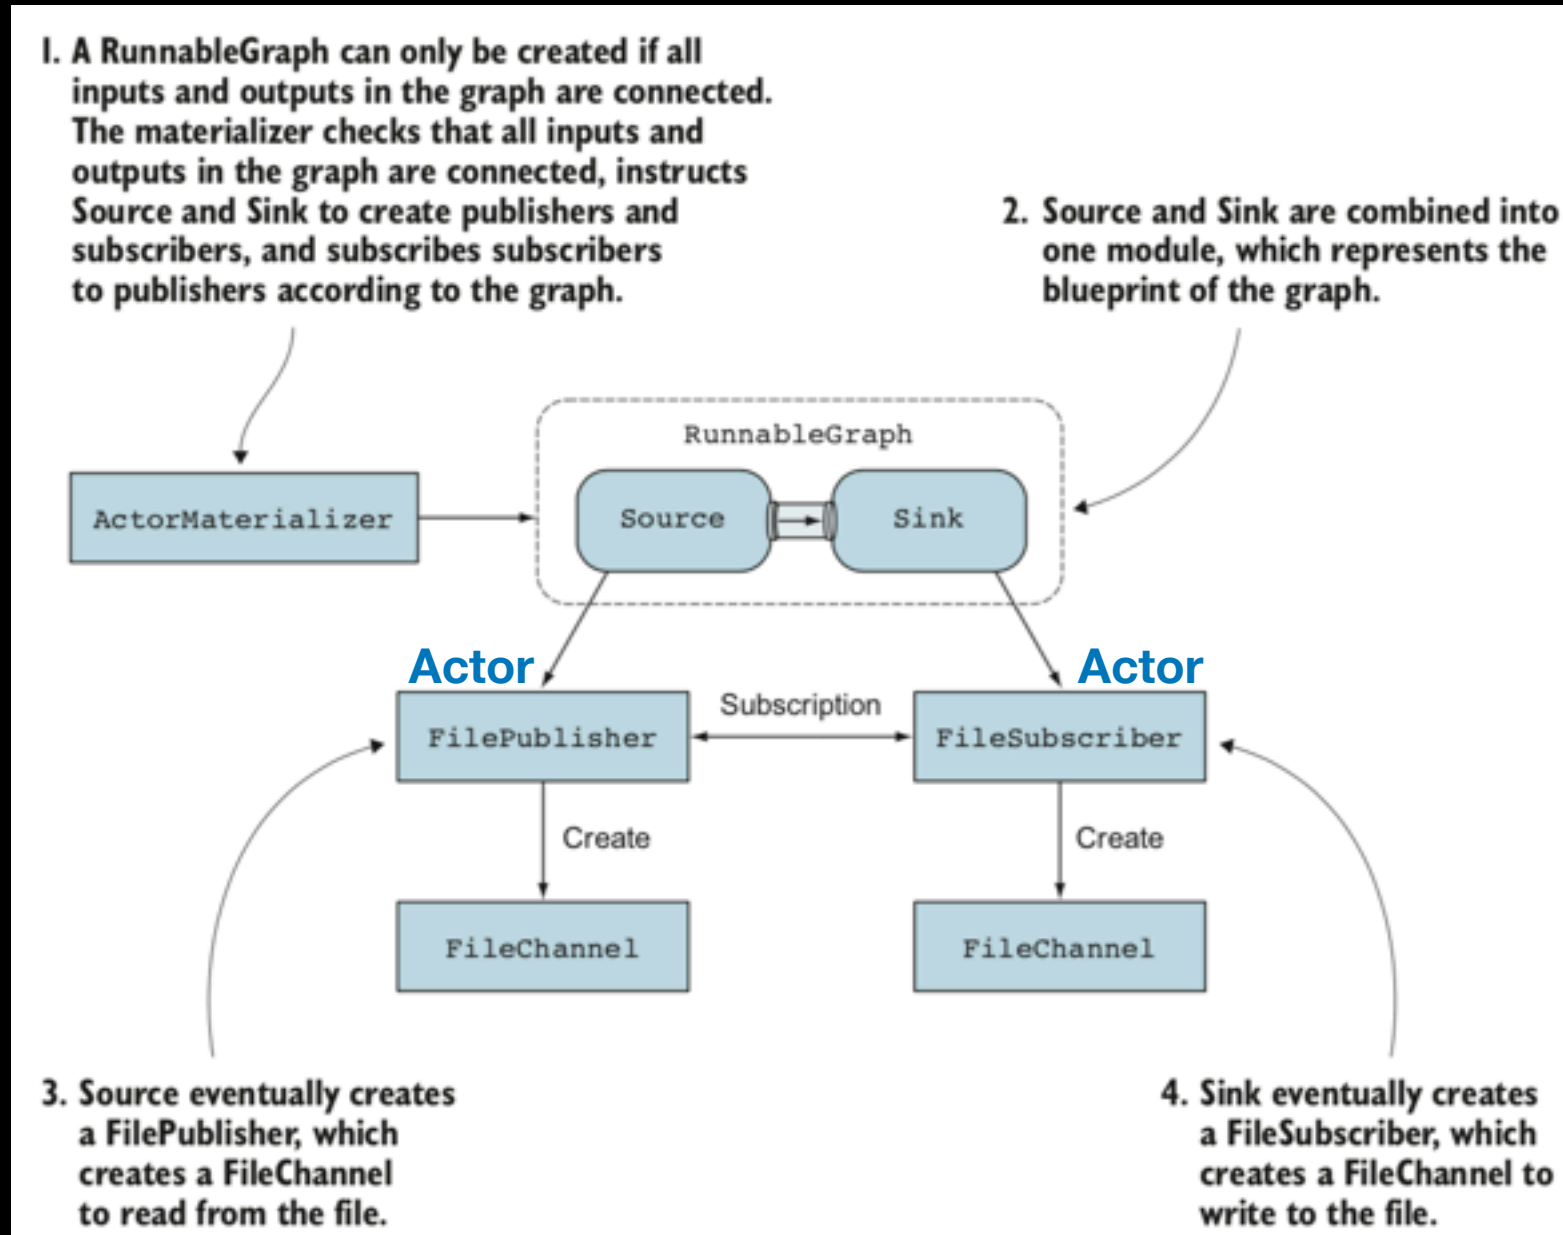 1. A RunnableGraph can only be created if all
inputs and outputs in the graph are connected.
The materializer checks that all inputs and
outputs in the graph are connected, instructs
Source and Sink to create publishers and
subscribers, and subscribes subscribers
to publishers according to the graph.
2. Source and Sink are combined into
one module, which represents the
blueprint of the graph.
RunnableGraph
ActorMaterializer
Source
Sink
Actor
Actor
FilePublisher
Subscription
FileSubscriber
Create
Create
FileChannel
FileChannel
3. Source eventually creates
a FilePublisher, which
creates a FileChannel
to read from the file.
4. Sink eventually creates
a FileSubscriber, which
creates a FileChannel to
write to the file.